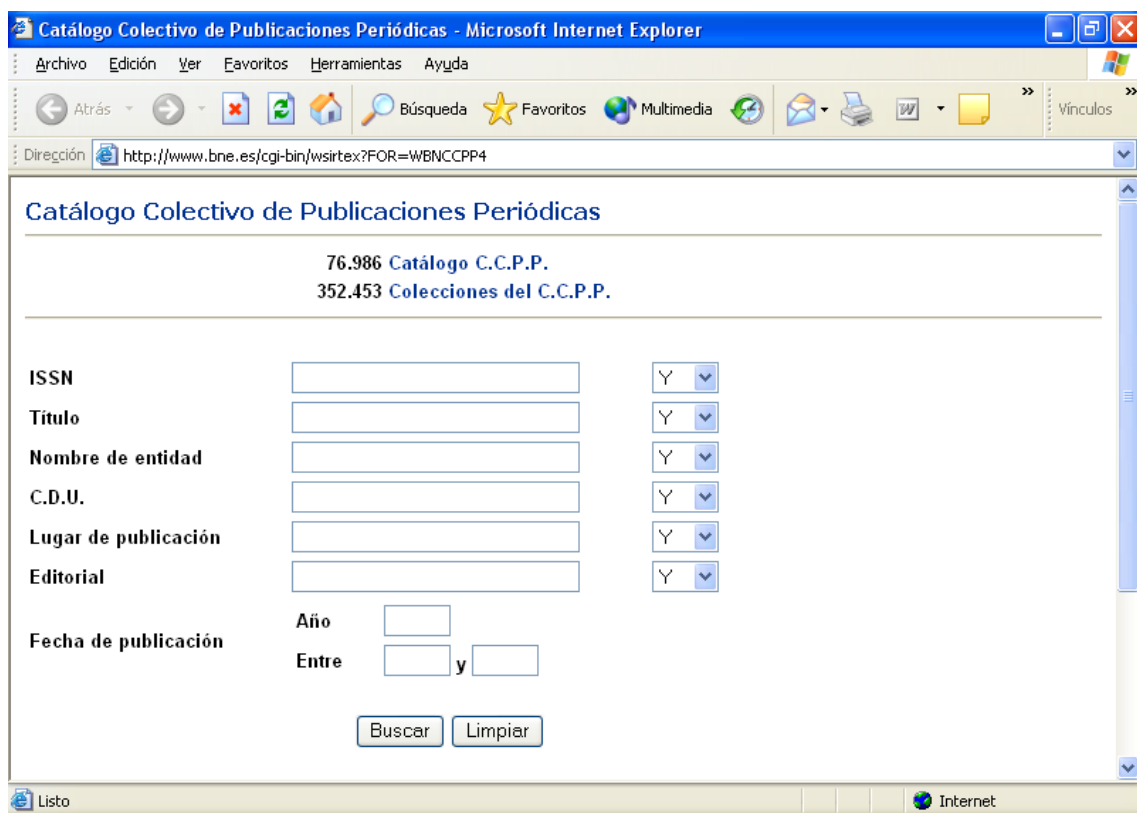 Catálogo Colectivo de Publicaciones Periódicas - Microsoft Internet Explorer
Archivo Edición Ver Favoritos Herramientas Ayuda
Atrás Búsqueda Favoritos Multimedia W » Vínculos »
Dirección http://www.bne.es/cgi-bin/wsirtex?FOR=WBNCCPP4
Catálogo Colectivo de Publicaciones Periódicas
76.986 Catálogo C.C.P.P.
352.453 Colecciones del C.C.P.P.
ISSN Y
Título Y
Nombre de entidad Y
C.D.U. Y
Lugar de publicación Y
Editorial Y
Año
Fecha de publicación
Entre y
Buscar Limpiar
Listo Internet